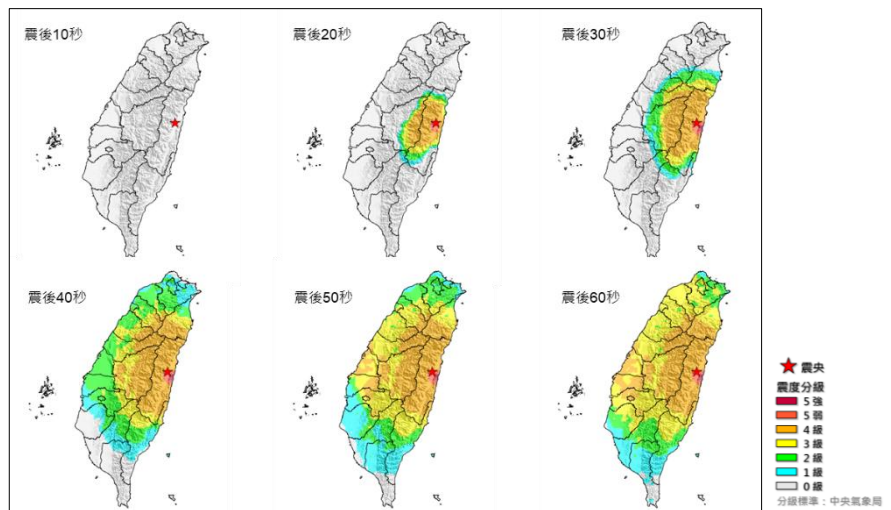 震後10秒
震後20秒
震後30秒
震後40秒
震後50秒
震後60秒
震央
震度分級
5 強
5 弱
4 級
3 級
2 級
1 級
0 級
分級標準：中央氣象局